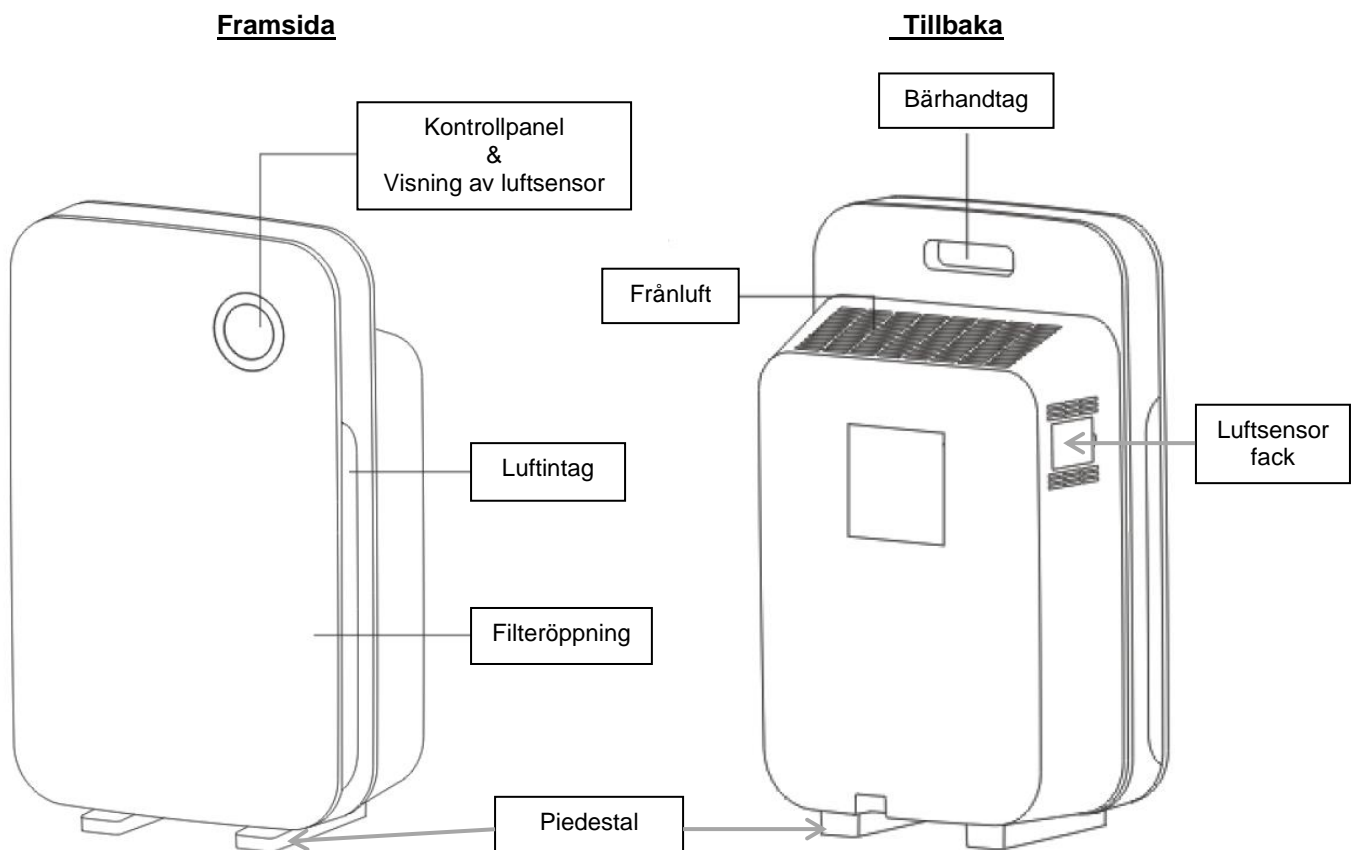 Framsida
Tillbaka
Bärhandtag
Kontrollpanel
&
Visning av luftsensor
Frånluft
Luftsensor
fack
Luftintag
Filteröppning
Piedestal